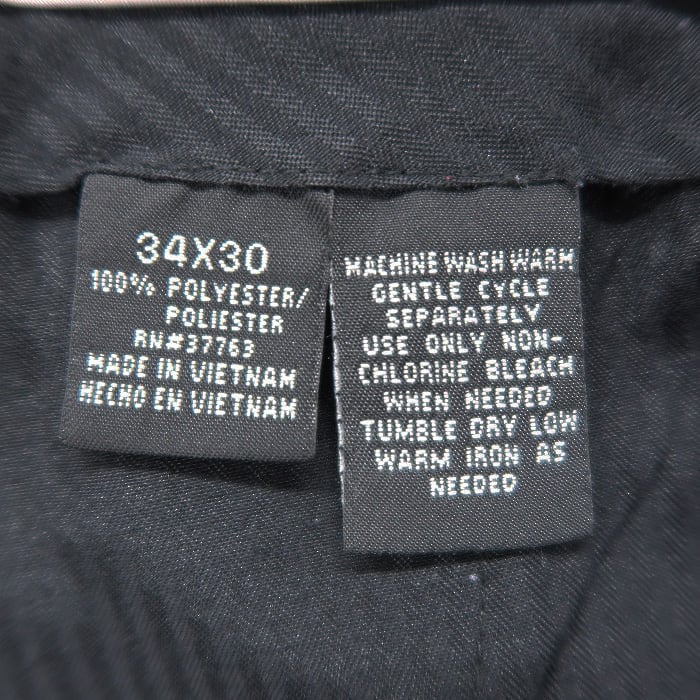 34X30
100% POLYESTER/
POLIESTER
RN#37763
MADE IN VIETNAM
HECHO EN VIETNAM
MACHINE WASH WARM
GENTLE CYCLE
SEPARATELY
USE ONLY NON-
CHLORINE BLEACH
WHEN NEEDED
TUMBLE DRY LOW
WARM IRON AS
NEEDED